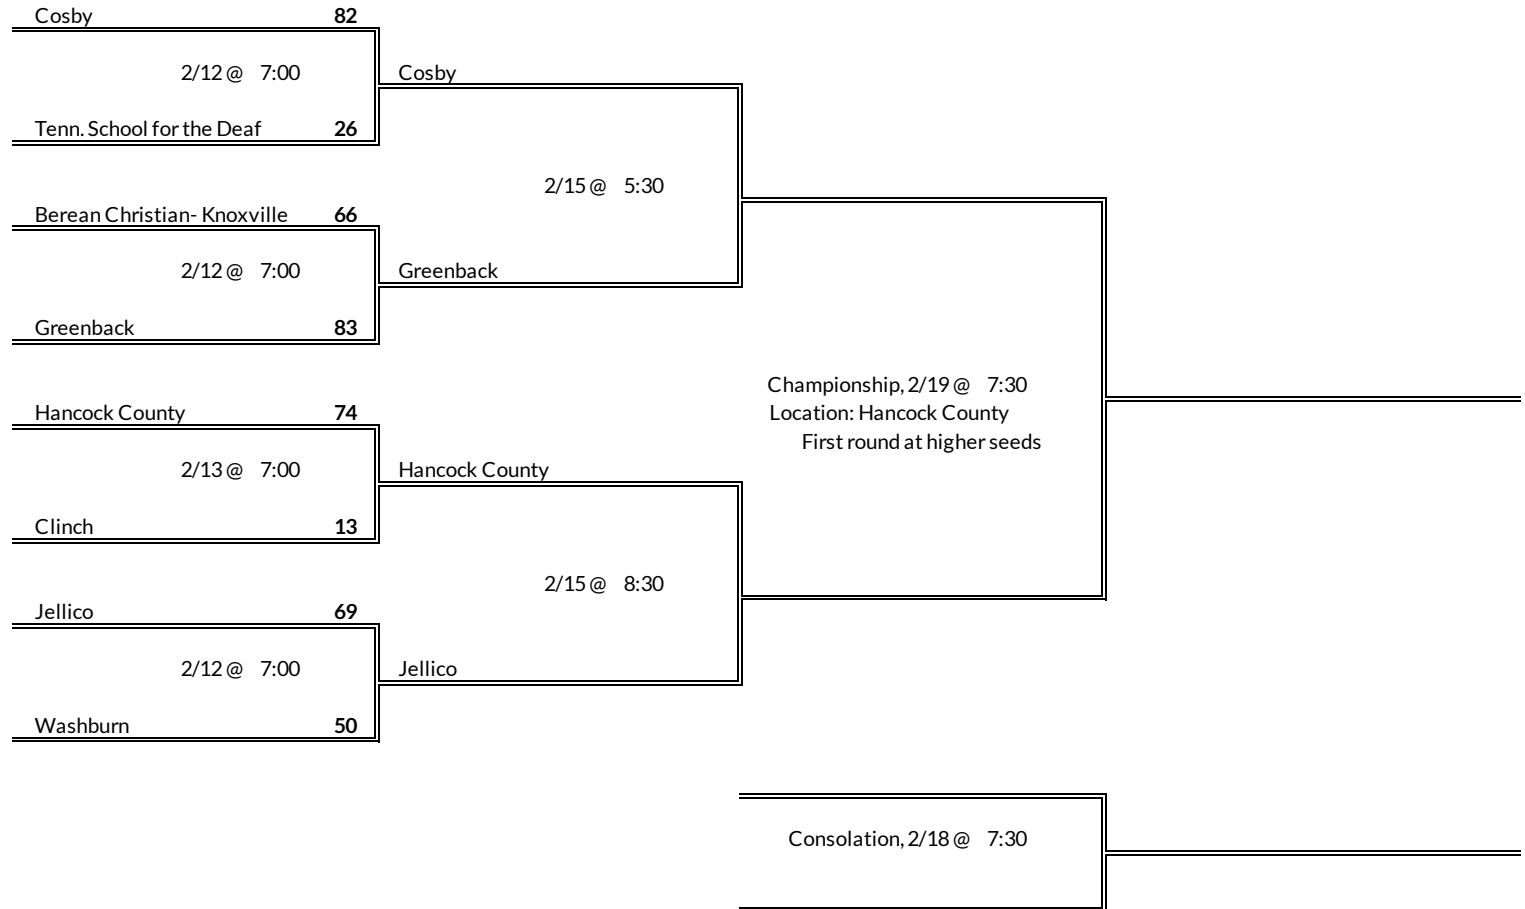 Cosby 82
2/12 @ 7:00
Cosby
Tenn. School for the Deaf 26
2/15 @ 5:30
Berean Christian- Knoxville 66
2/12 @ 7:00
Greenback
Greenback 83
Championship, 2/19 @ 7:30
Location: Hancock County
First round at higher seeds
Hancock County 74
2/13 @ 7:00
Hancock County
Clinch 13
2/15 @ 8:30
Jellico 69
2/12 @ 7:00
Jellico
Washburn 50
Consolation, 2/18 @ 7:30